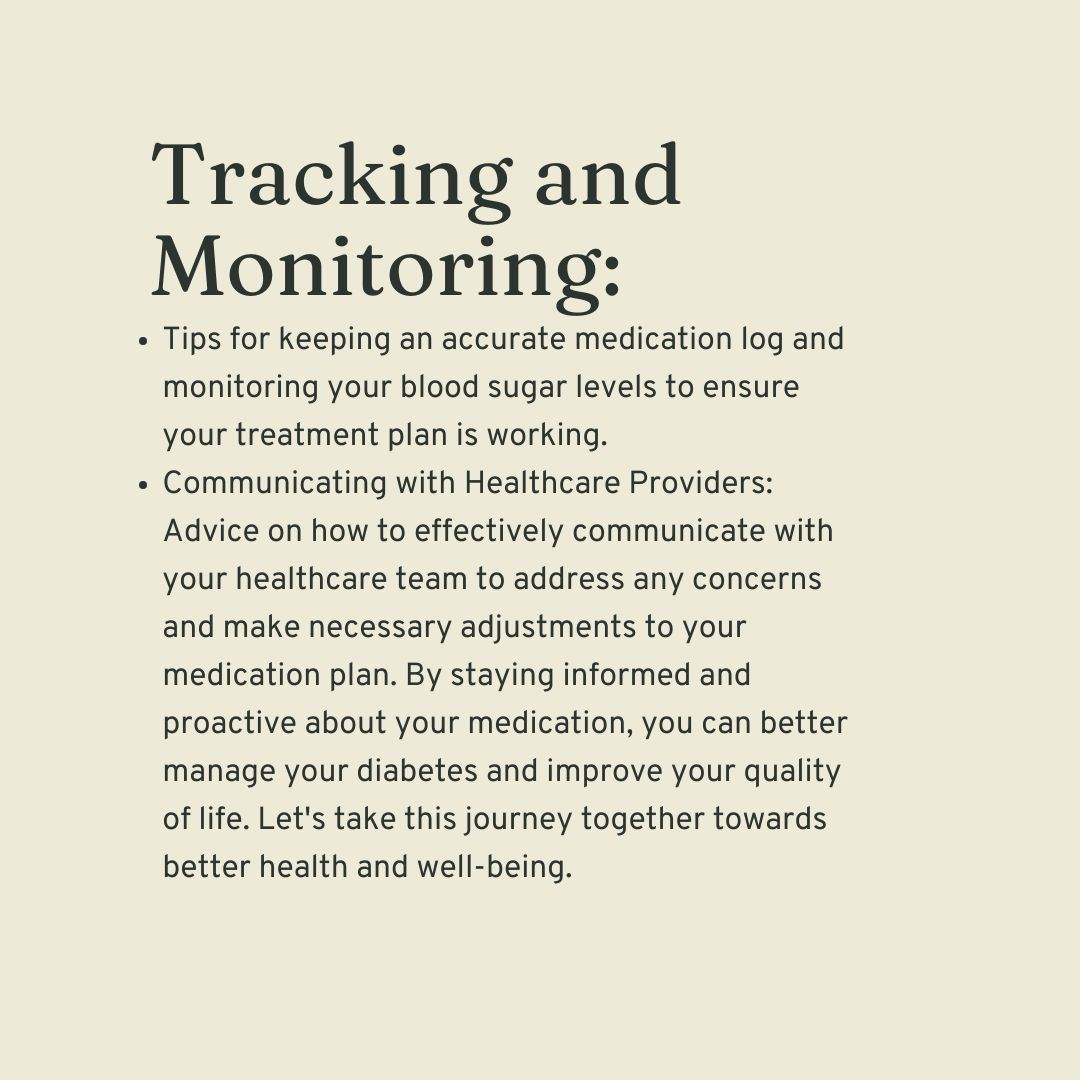 Tracking and
Monitoring:
• Tips for keeping an accurate medication log and
monitoring your blood sugar levels to ensure
your treatment plan is working.
• Communicating with Healthcare Providers:
Advice on how to effectively communicate with
your healthcare team to address any concerns
and make necessary adjustments to your
medication plan. By staying informed and
proactive about your medication, you can better
manage your diabetes and improve your quality
of life. Let's take this journey together towards
better health and well-being.